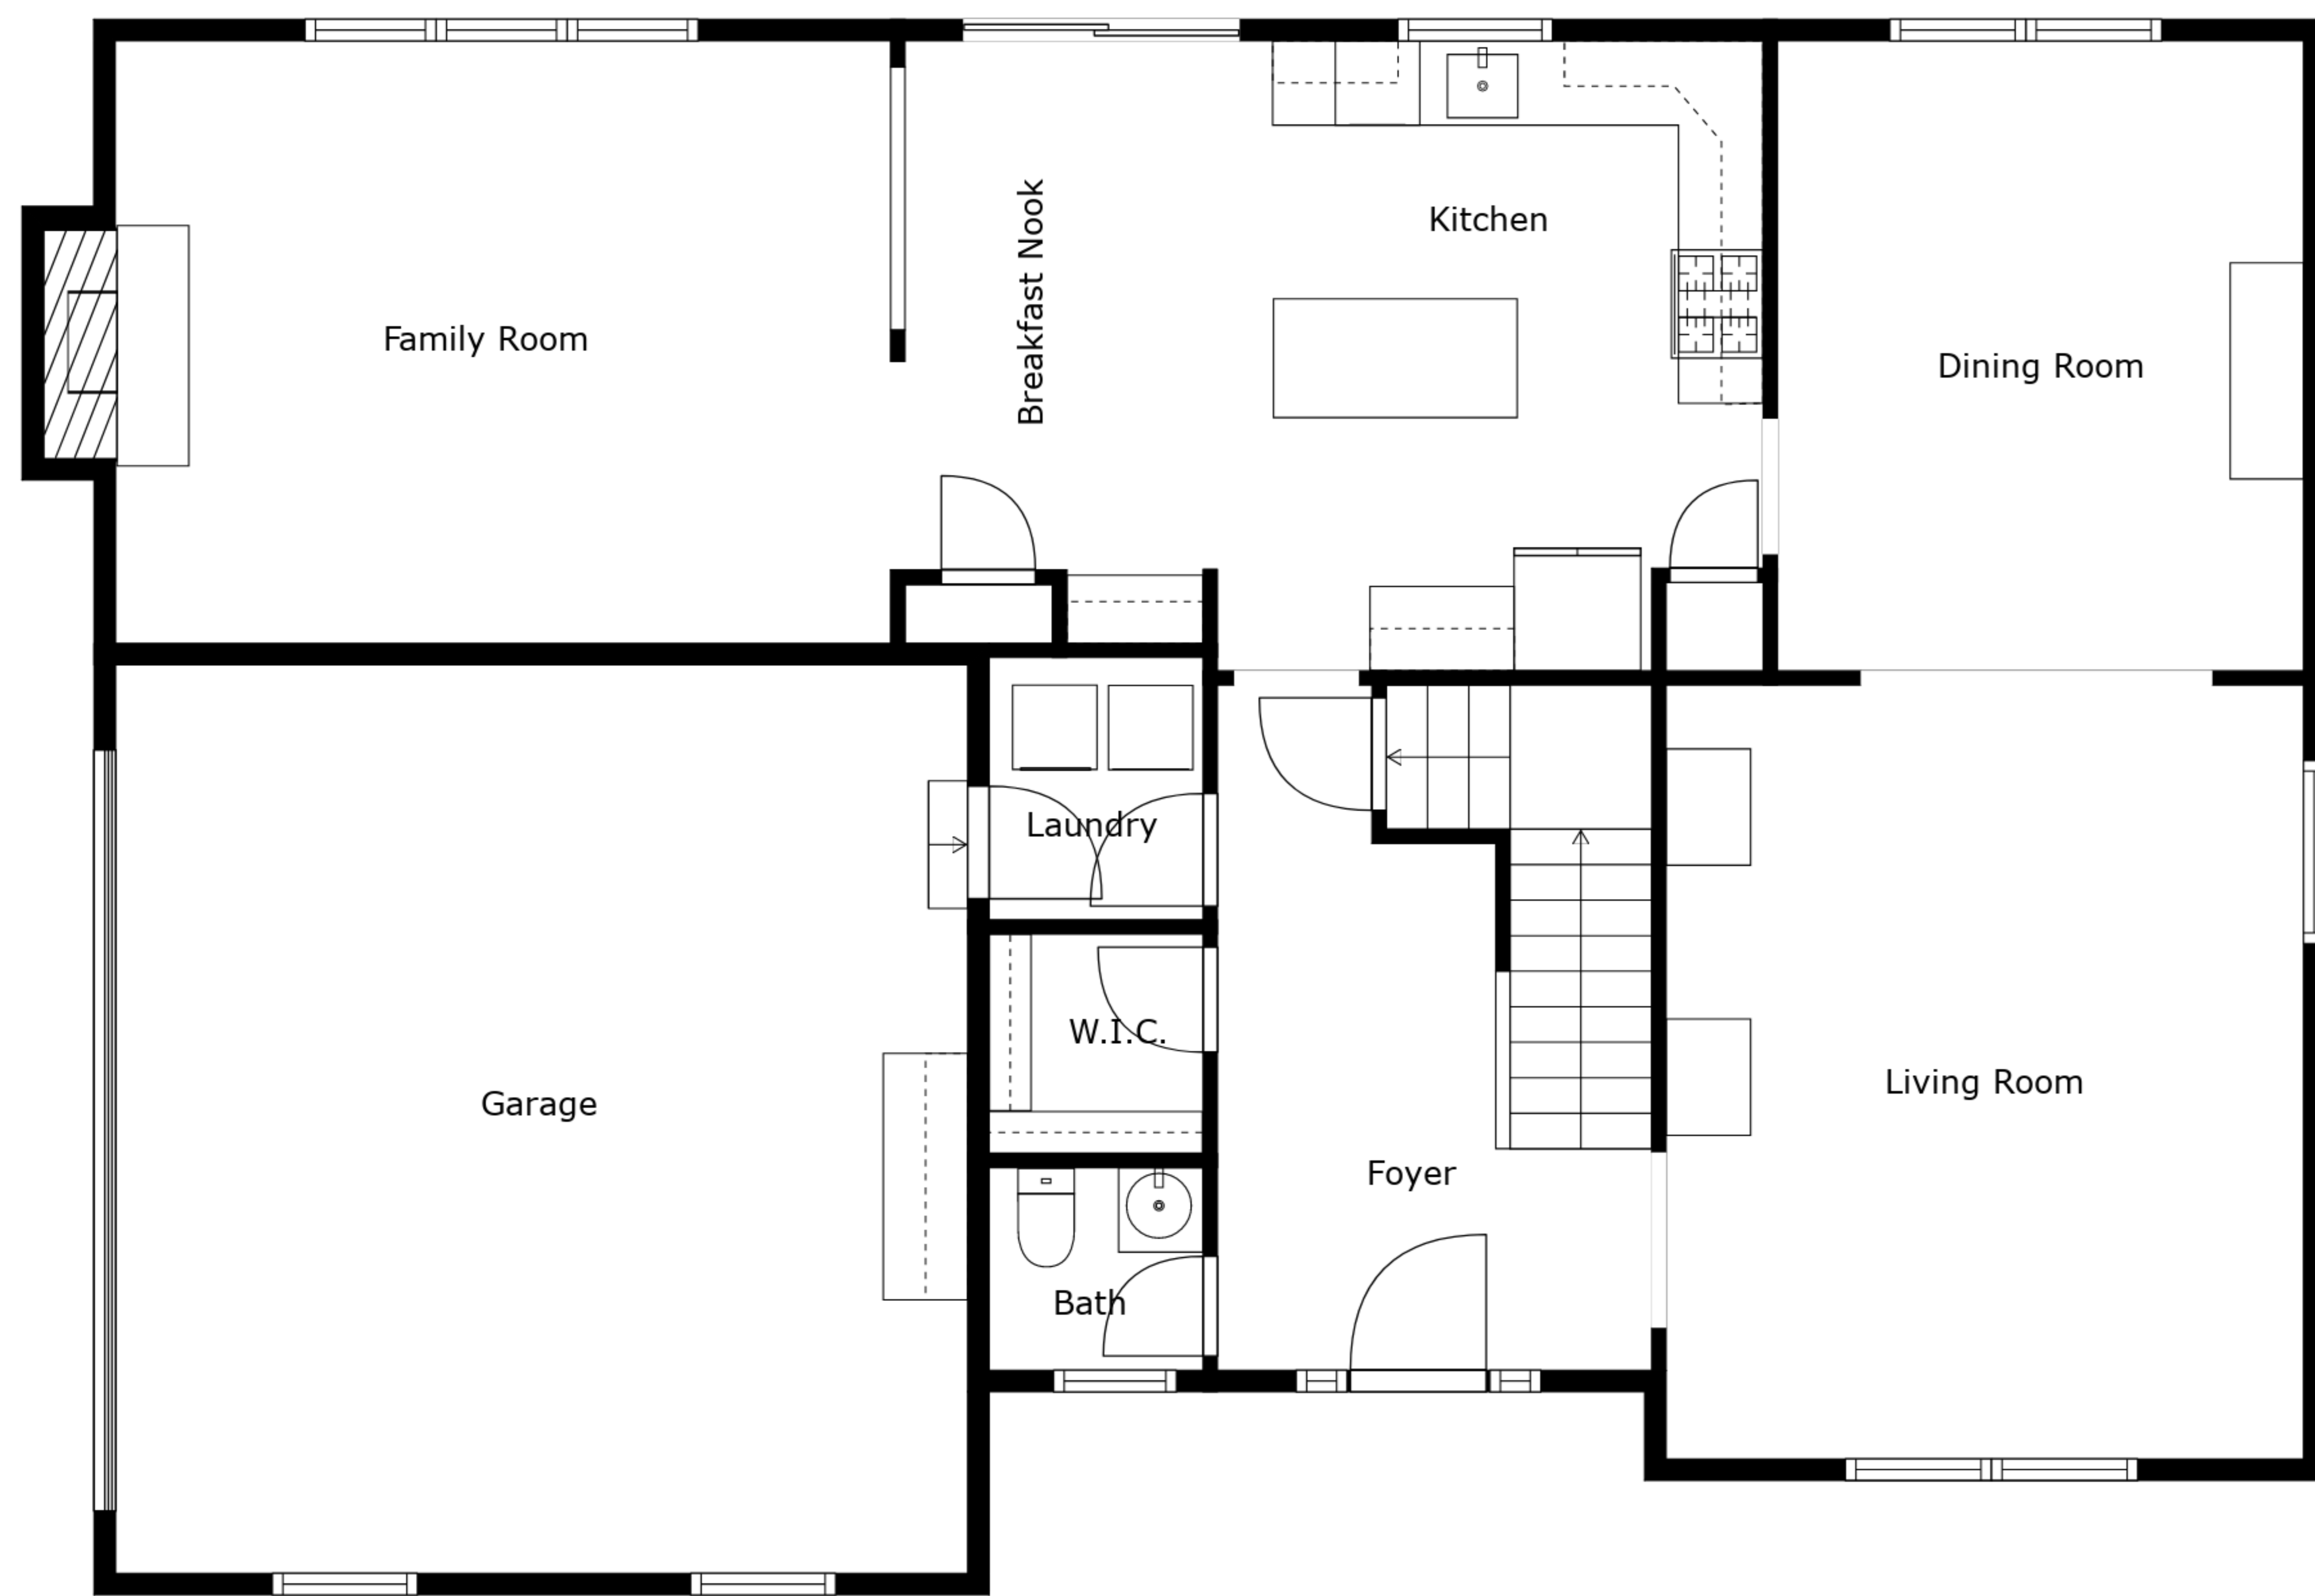 Breakfast Nook
Kitchen
Family Room
Dining Room
Laundry
W.I.C.
Garage
Living Room
Foyer
Bath